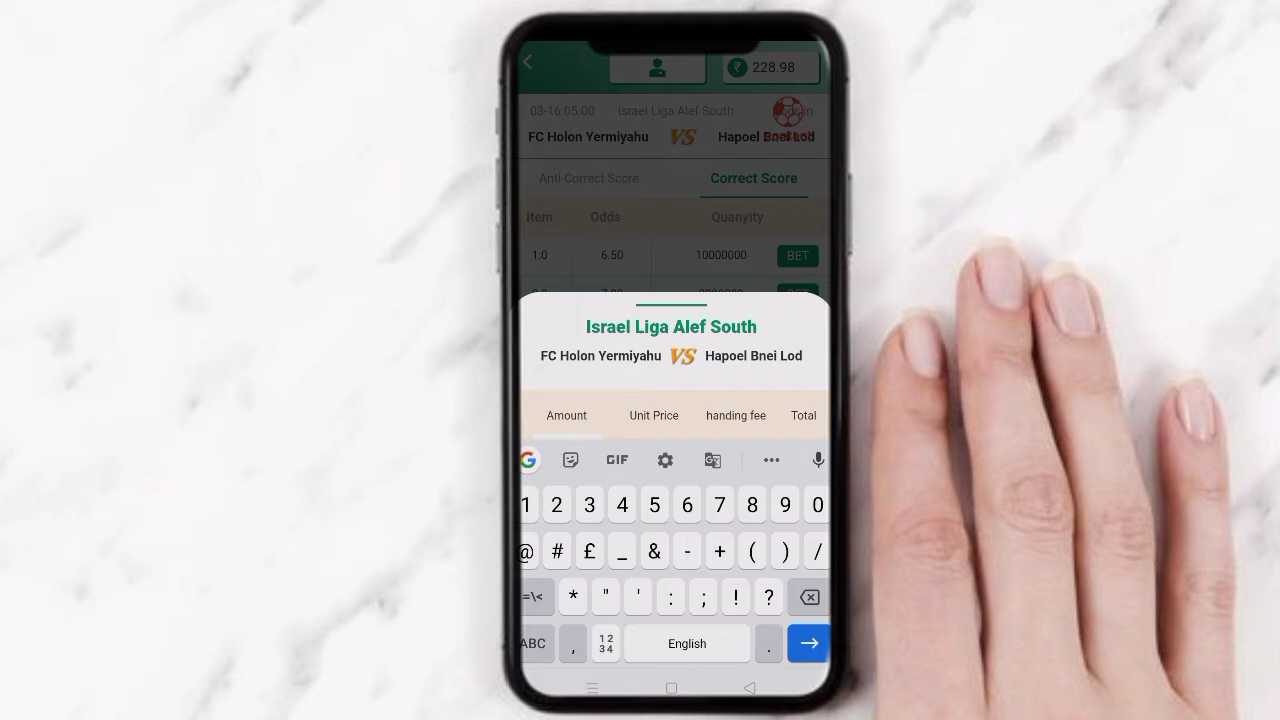 228.98
03-16 05:00 Israel Liga Alef South
FC Holon Yermiyahu VS Hapoel Bnei Lod
Anti-Correct Score Correct Score
Item Odds Quanyity
1:0 6.50 10000000 BET
Israel Liga Alef South
FC Holon Yermiyahu VS Hapoel Bnei Lod
Amount Unit Price handing fee Total
G GIF
1 2 3 4 5 6 7 8 9 0
@ # £ _ & - + ( ) /
=\< * " ' : ; ! ?
ABC , 12 34 English .